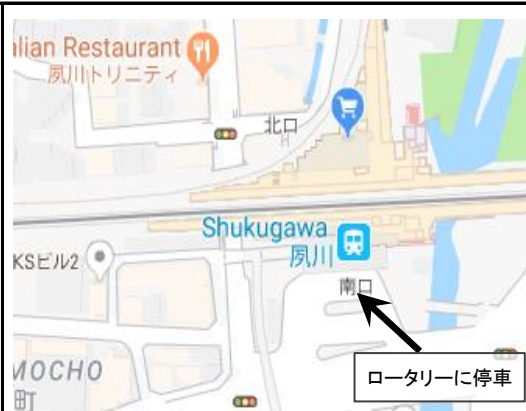 alian Restaurant
夙川トリニティ
北口
Shukugawa
夙川
KSビル2
南口
ロータリーに停車
MOCHO
町